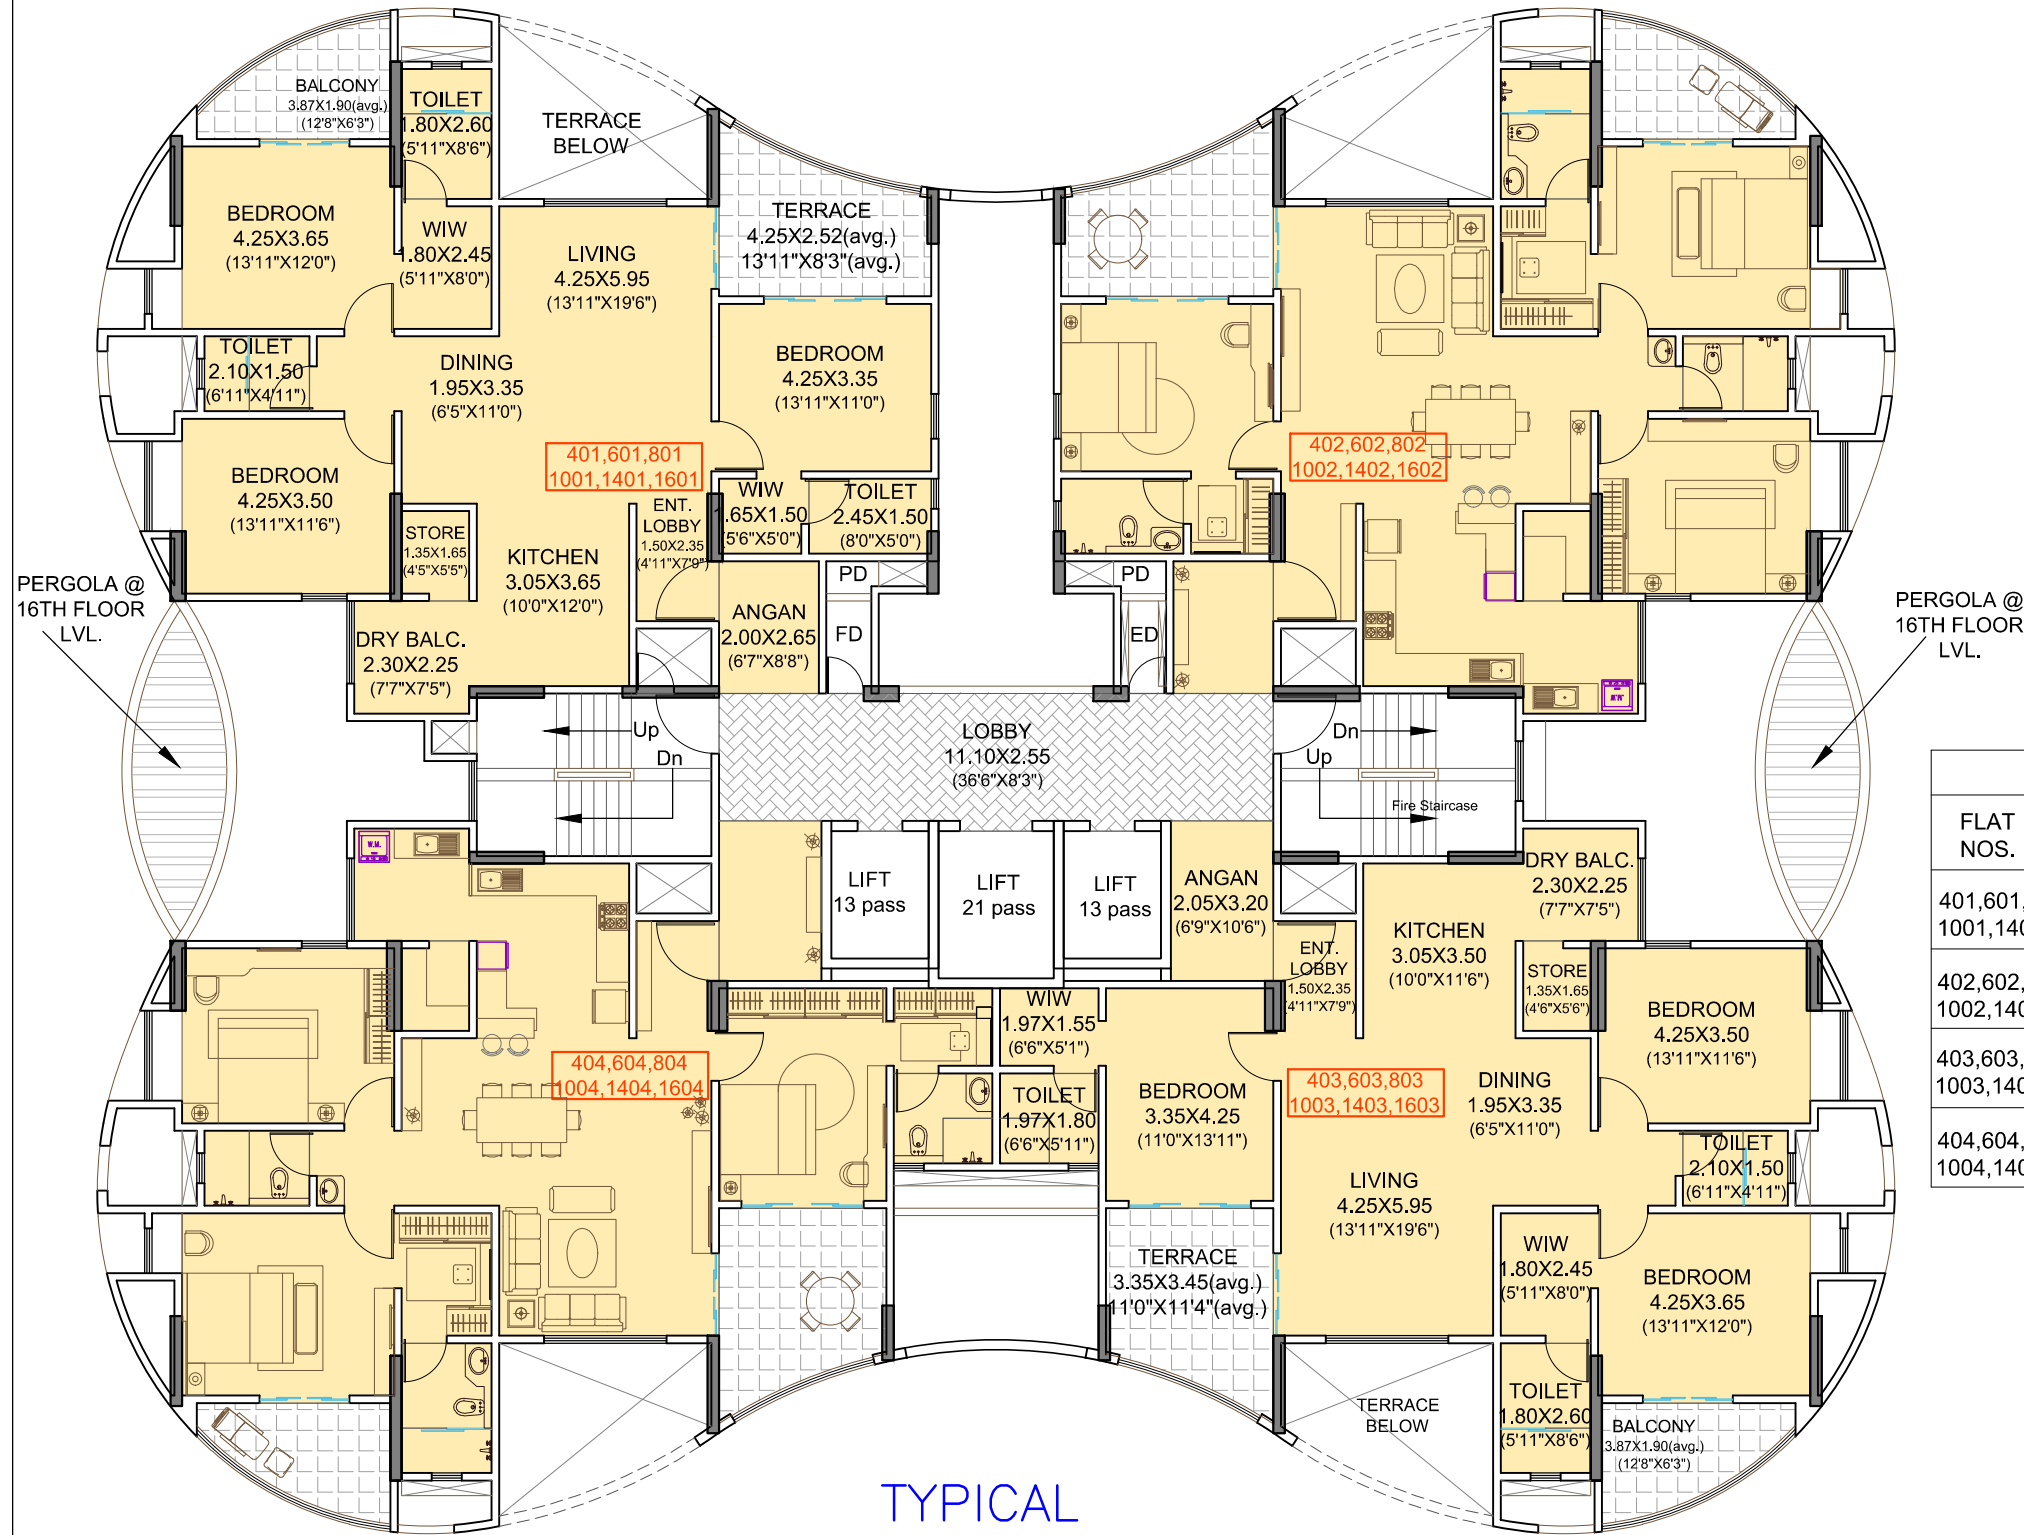 BALCONY
3.87X1.90(avg.)
(12'8"X6'3")
TOILET
1.80X2.60
(5'11"X8'6")
TERRACE
BELOW
BEDROOM
4.25X3.65
(13'11"X12'0")
WIW
1.80X2.45
(5'11"X8'0")
LIVING
4.25X5.95
(13'11"X19'6")
TERRACE
4.25X2.52(avg.)
13'11"X8'3"(avg.)
TOILET
2.10X1.50
(6'11"X4'11")
DINING
1.95X3.35
(6'5"X11'0")
BEDROOM
4.25X3.35
(13'11"X11'0")
401,601,801
1001,1401,1601
402,602,802
1002,1402,1602
BEDROOM
4.25X3.50
(13'11"X11'6")
STORE
1.35X1.65
(4'5"X5'5")
KITCHEN
3.05X3.65
(10'0"X12'0")
ENT.
LOBBY
1.50X2.35
(4'11"X7'9")
WIW
.65X1.50
(5'6"X5'0")
TOILET
2.45X1.50
(8'0"X5'0")
PERGOLA @
16TH FLOOR
LVL.
DRY BALC.
2.30X2.25
(7'7"X7'5")
ANGAN
2.00X2.65
(6'7"X8'8")
PD
FD
PD
ED
PERGOLA @
16TH FLOOR
LVL.
Up
Dn
LOBBY
11.10X2.55
(36'6"X8'3")
Dn
Up
Fire Staircase
FLAT
NOS.
401,601,
1001,140
402,602,
1002,140
403,603,
1003,140
404,604,
1004,140
W.M.
LIFT
13 pass
LIFT
21 pass
LIFT
13 pass
ANGAN
2.05X3.20
(6'9"X10'6")
DRY BALC.
2.30X2.25
(7'7"X7'5")
KITCHEN
3.05X3.50
(10'0"X11'6")
ENT.
LOBBY
1.50X2.35
(4'11"X7'9")
STORE
1.35X1.65
(4'6"X5'6")
BEDROOM
4.25X3.50
(13'11"X11'6")
WIW
1.97X1.55
(6'6"X5'1")
404,604,804
1004,1404,1604
TOILET
1.97X1.80
(6'6"X5'11")
BEDROOM
3.35X4.25
(11'0"X13'11")
403,603,803
1003,1403,1603
DINING
1.95X3.35
(6'5"X11'0")
TOILET
2.10X1.50
(6'11"X4'11")
LIVING
4.25X5.95
(13'11"X19'6")
TERRACE
3.35X3.45(avg.)
11'0"X11'4"(avg.)
WIW
1.80X2.45
(5'11"X8'0")
BEDROOM
4.25X3.65
(13'11"X12'0")
TERRACE
BELOW
TOILET
1.80X2.60
(5'11"X8'6")
BALCONY
3.87X1.90(avg.)
(12'8"X6'3")
TYPICAL